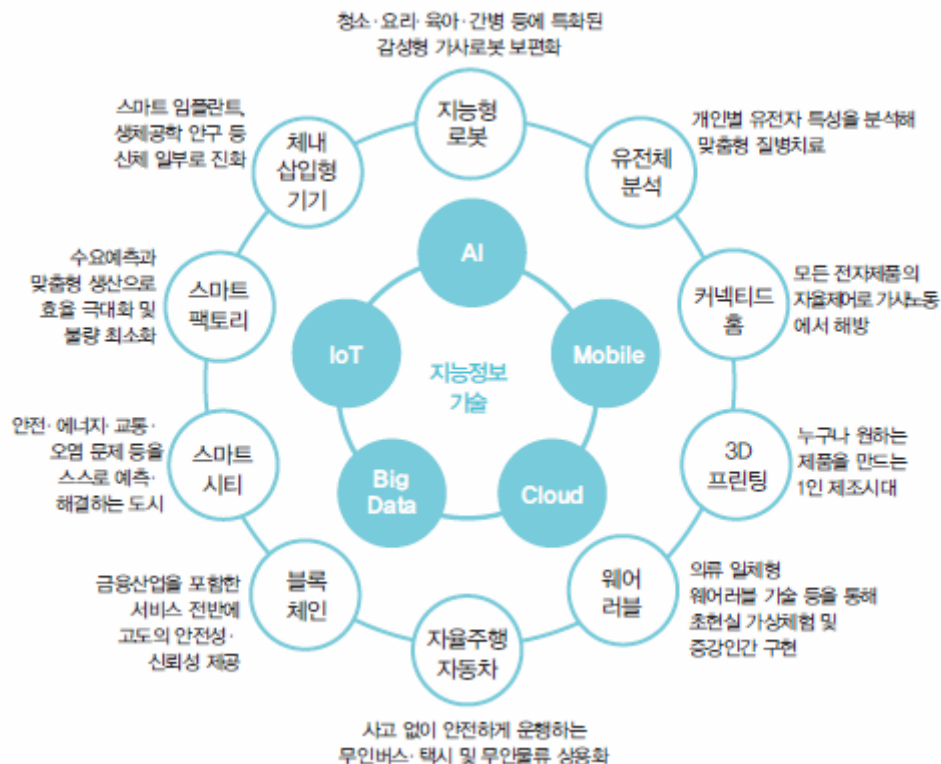 청소·요리·육아·간병 등에 특화된
감성형 가사로봇 보편화
지능형
로봇
개인별 유전자 특성을 분석해
맞춤형 질병치료
유전체
분석
모든 전자제품의
자율제어로 가사노동
에서 해방
커넥티드
홈
누구나 원하는
제품을 만드는
1인 제조시대
3D
프린팅
의류 일체형
웨어러블 기술 등을 통해
초현실 가상체험 및
증강인간 구현
웨어
러블
자율주행
자동차
사고 없이 안전하게 운행하는
무인버스·택시 및 무인물류 상용화
블록
체인
금융산업을 포함한
서비스 전반에
고도의 안전성·
신뢰성 제공
스마트
시티
안전·에너지·교통·
오염 문제 등을
스스로 예측·
해결하는 도시
스마트
팩토리
수요예측과
맞춤형 생산으로
효율 극대화 및
불량 최소화
체내
삽입형
기기
스마트 임플란트,
생체공학 안구 등
신체 일부로 진화
AI
Mobile
Cloud
Big
Data
IoT
지능정보
기술